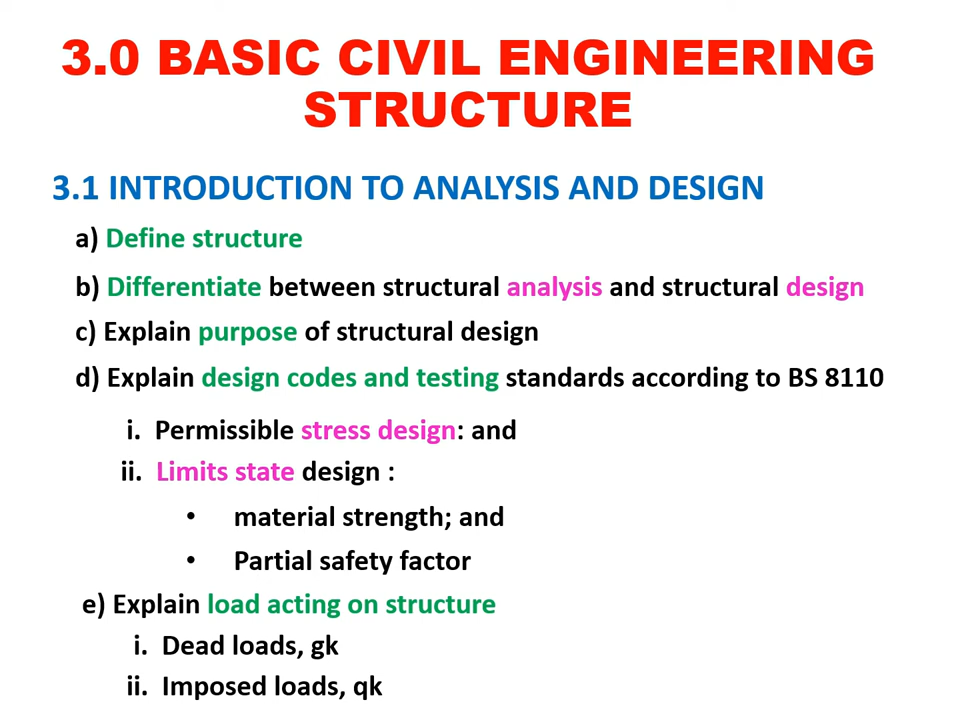 3.0 BASIC CIVIL ENGINEERING
STRUCTURE
3.1 INTRODUCTION TO ANALYSIS AND DESIGN
a) Define structure
b) Differentiate between structural analysis and structural design
c) Explain purpose of structural design
d) Explain design codes and testing standards according to BS 8110
i. Permissible stress design: and
ii. Limits state design :
• material strength; and
• Partial safety factor
e) Explain load acting on structure
i. Dead loads, gk
ii. Imposed loads, qk